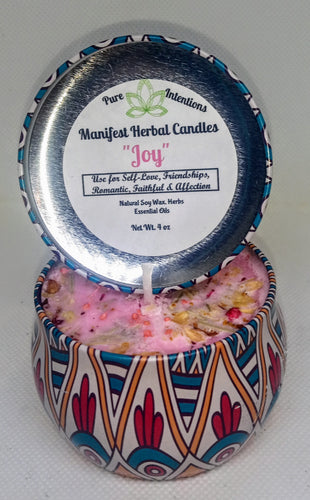 Pure Intentions
Manifest Herbal Candles
"Joy"
Use for Self-Love, Friendships,
Romantic, Faithful & Affection
Natural Soy Wax, Herbs
Essential Oils
Net Wt. 4 oz